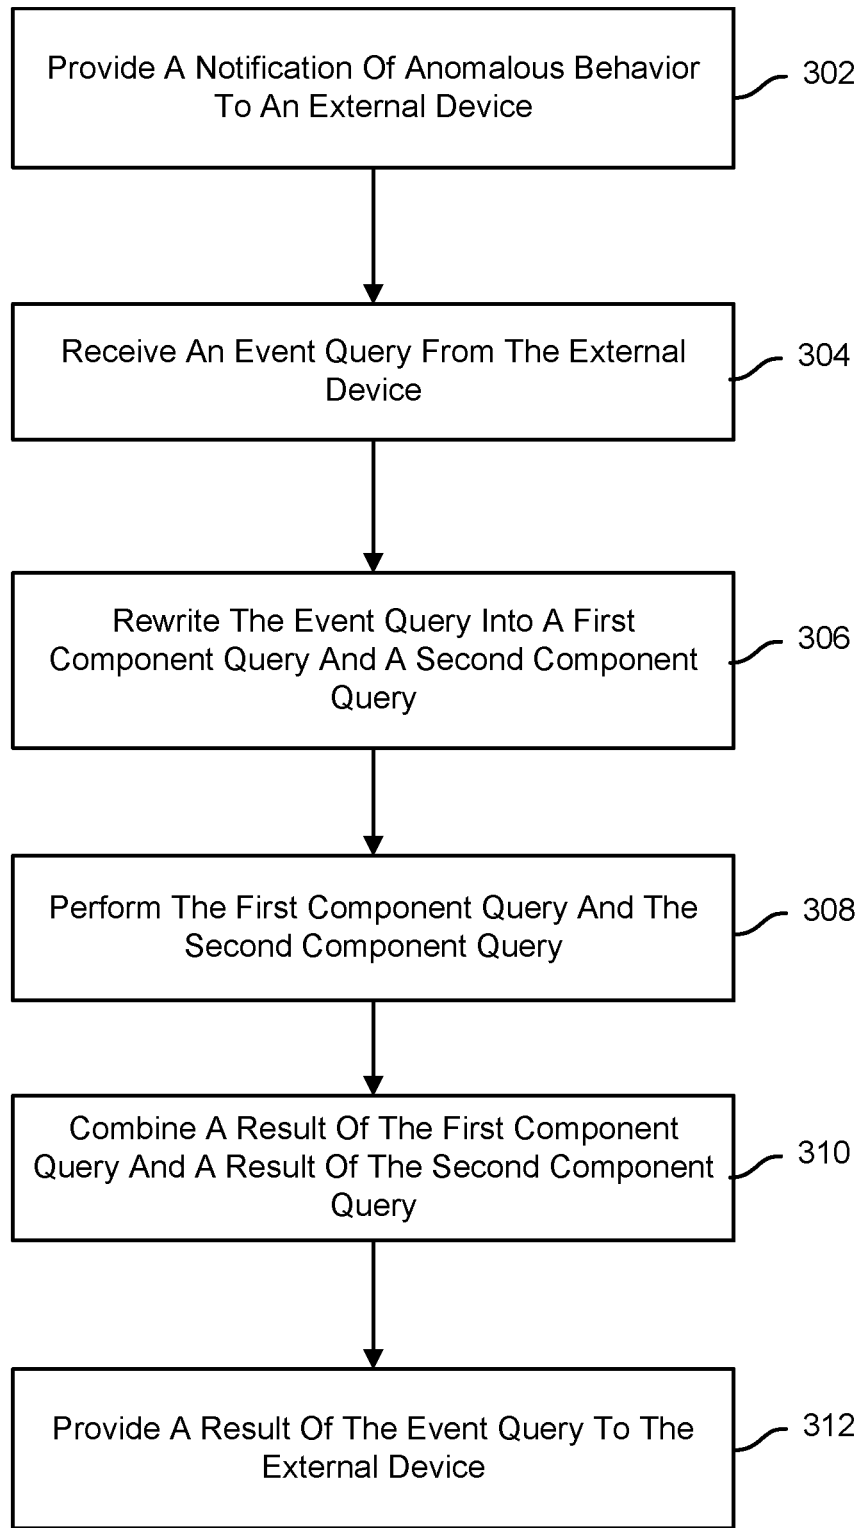 Provide A Notification Of Anomalous Behavior
To An External Device
302
Receive An Event Query From The External
Device
304
Rewrite The Event Query Into A First
Component Query And A Second Component
Query
306
Perform The First Component Query And The
Second Component Query
308
Combine A Result Of The First Component
Query And A Result Of The Second Component
Query
310
Provide A Result Of The Event Query To The
External Device
312